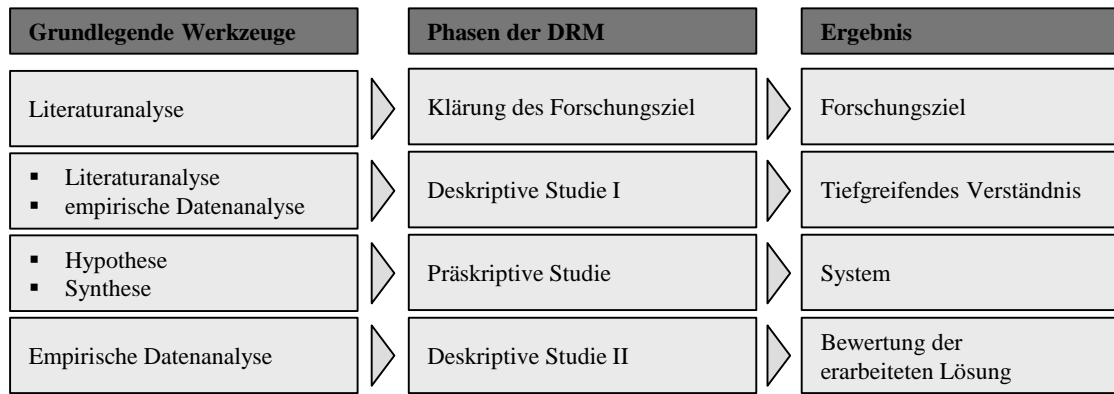 Grundlegende Werkzeuge
Phasen der DRM
Ergebnis
Literaturanalyse
Klärung des Forschungsziel
Forschungsziel
▪ Literaturanalyse
▪ empirische Datenanalyse
Deskriptive Studie I
Tiefgreifendes Verständnis
▪ Hypothese
▪ Synthese
Präskriptive Studie
System
Empirische Datenanalyse
Deskriptive Studie II
Bewertung der
erarbeiteten Lösung